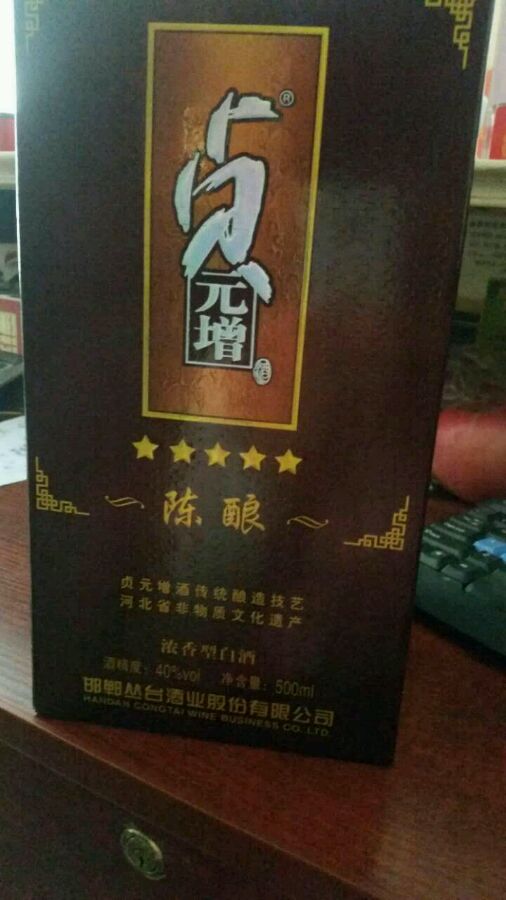 贞®
元
增
陈酿
贞元增酒传统酿造技艺
河北省非物质文化遗产
浓香型白酒
酒精度：40%vol 净含量：500ml
邯郸丛台酒业股份有限公司
HANDAN CONGTAI WINE BUSINESS CO.,LTD.